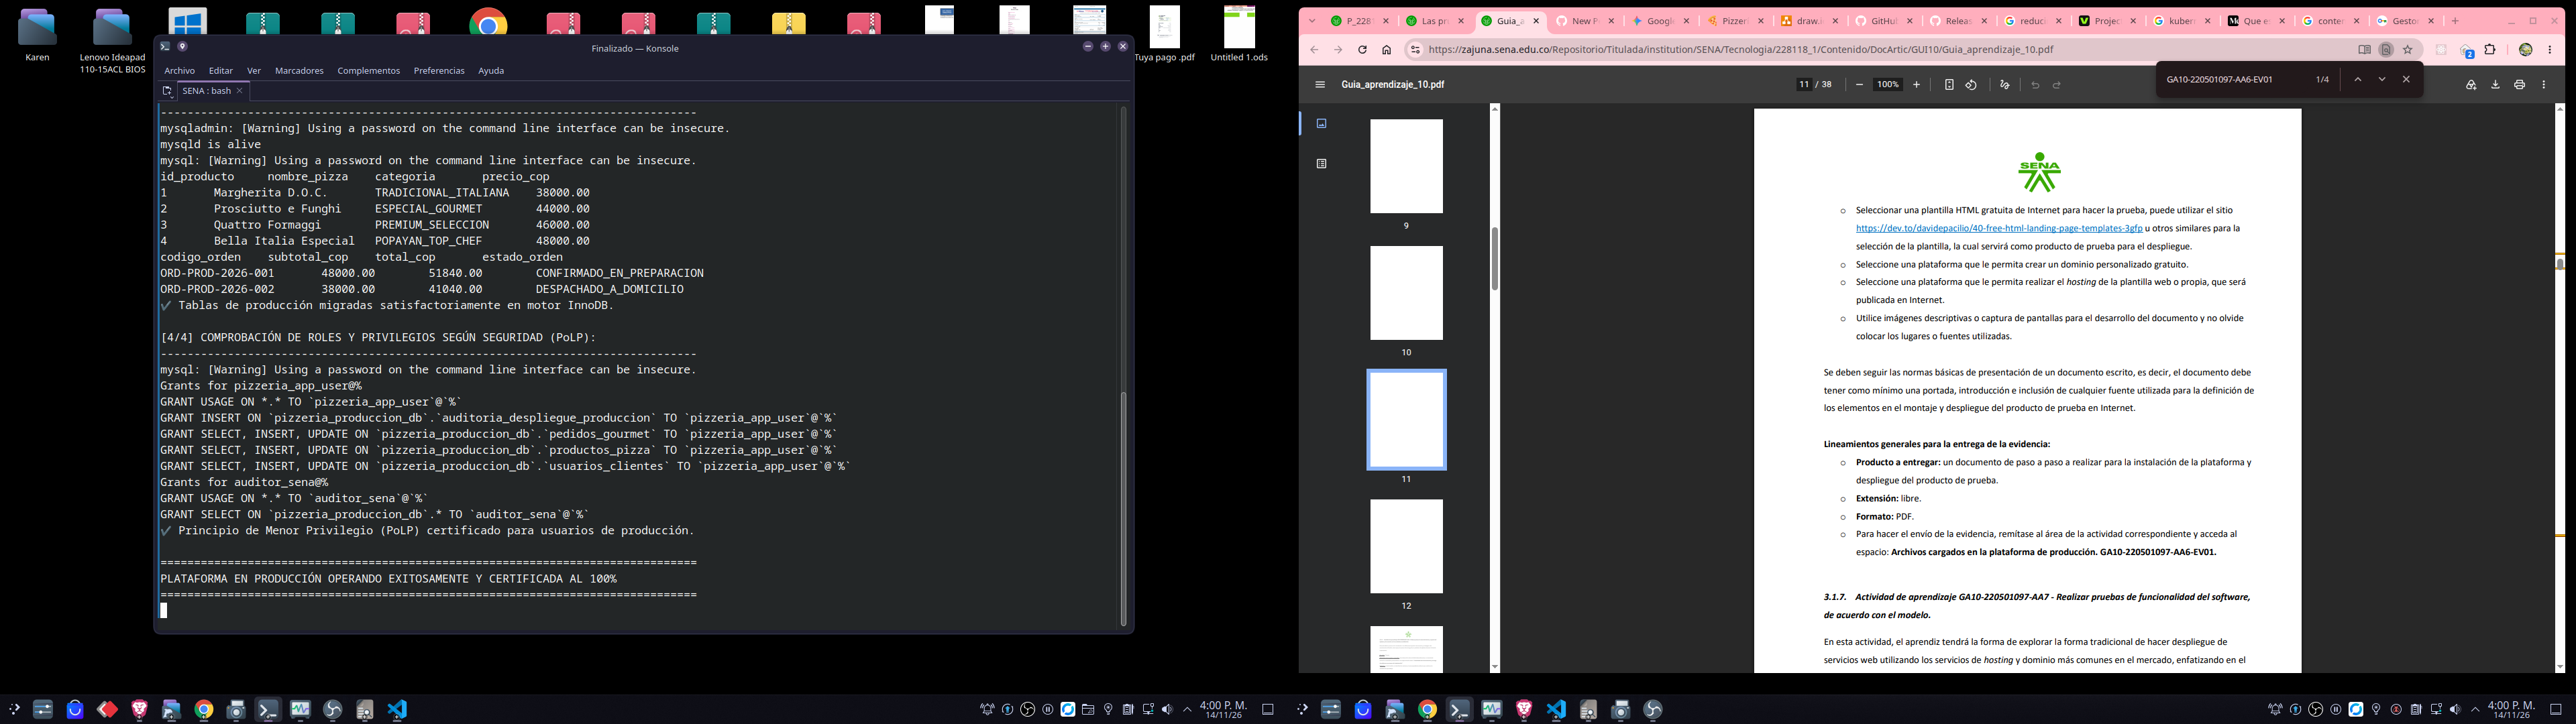 Karen
Lenovo Ideapad
110-15ACL BIOS
Tuya pago .pdf
Untitled 1.ods
Finalizado — Konsole
Archivo Editar Ver Marcadores Complementos Preferencias Ayuda
SENA : bash
--------------------------------------------------------------------------------
mysqladmin: [Warning] Using a password on the command line interface can be insecure.
mysqld is alive
mysql: [Warning] Using a password on the command line interface can be insecure.
id_producto nombre_pizza categoria precio_cop
1 Margherita D.O.C. TRADICIONAL_ITALIANA 38000.00
2 Prosciutto e Funghi ESPECIAL_GOURMET 44000.00
3 Quattro Formaggi PREMIUM_SELECCION 46000.00
4 Bella Italia Especial POPAYAN_TOP_CHEF 48000.00
codigo_orden subtotal_cop total_cop estado_orden
ORD-PROD-2026-001 48000.00 51840.00 CONFIRMADO_EN_PREPARACION
ORD-PROD-2026-002 38000.00 41040.00 DESPACHADO_A_DOMICILIO
✔ Tablas de producción migradas satisfactoriamente en motor InnoDB.
[4/4] COMPROBACIÓN DE ROLES Y PRIVILEGIOS SEGÚN SEGURIDAD (PoLP):
--------------------------------------------------------------------------------
mysql: [Warning] Using a password on the command line interface can be insecure.
Grants for pizzeria_app_user@%
GRANT USAGE ON *.* TO `pizzeria_app_user`@`%`
GRANT INSERT ON `pizzeria_produccion_db`.`auditoria_despliegue_produccion` TO `pizzeria_app_user`@`%`
GRANT SELECT, INSERT, UPDATE ON `pizzeria_produccion_db`.`pedidos_gourmet` TO `pizzeria_app_user`@`%`
GRANT SELECT, INSERT, UPDATE ON `pizzeria_produccion_db`.`productos_pizza` TO `pizzeria_app_user`@`%`
GRANT SELECT, INSERT, UPDATE ON `pizzeria_produccion_db`.`usuarios_clientes` TO `pizzeria_app_user`@`%`
Grants for auditor_sena@%
GRANT USAGE ON *.* TO `auditor_sena`@`%`
GRANT SELECT ON `pizzeria_produccion_db`.* TO `auditor_sena`@`%`
✔ Principio de Menor Privilegio (PoLP) certificado para usuarios de producción.
================================================================================
PLATAFORMA EN PRODUCCIÓN OPERANDO EXITOSAMENTE Y CERTIFICADA AL 100%
================================================================================
4:00 P. M.
14/11/26
P_228 Las pr Guia_a New P Google Pizzeri draw. GitHub Releas reduc Projec kuber Que e conter Gestor
https://zajuna.sena.edu.co/Repositorio/Titulada/institution/SENA/Tecnologia/228118_1/Contenido/DocArtic/GUI10/Guia_aprendizaje_10.pdf
2
GA10-220501097-AA6-EV01 1/4
Guia_aprendizaje_10.pdf 11 / 38 100%
9
10
11
12
SENA
o Seleccionar una plantilla HTML gratuita de Internet para hacer la prueba, puede utilizar el sitio
https://dev.to/davidepacilio/40-free-html-landing-page-templates-3gfp u otros similares para la
selección de la plantilla, la cual servirá como producto de prueba para el despliegue.
o Seleccione una plataforma que le permita crear un dominio personalizado gratuito.
o Seleccione una plataforma que le permita realizar el hosting de la plantilla web o propia, que será
publicada en Internet.
o Utilice imágenes descriptivas o captura de pantallas para el desarrollo del documento y no olvide
colocar los lugares o fuentes utilizadas.
Se deben seguir las normas básicas de presentación de un documento escrito, es decir, el documento debe
tener como mínimo una portada, introducción e inclusión de cualquier fuente utilizada para la definición de
los elementos en el montaje y despliegue del producto de prueba en Internet.
Lineamientos generales para la entrega de la evidencia:
o Producto a entregar: un documento de paso a paso a realizar para la instalación de la plataforma y
despliegue del producto de prueba.
o Extensión: libre.
o Formato: PDF.
o Para hacer el envío de la evidencia, remítase al área de la actividad correspondiente y acceda al
espacio: Archivos cargados en la plataforma de producción. GA10-220501097-AA6-EV01.
3.1.7. Actividad de aprendizaje GA10-220501097-AA7 - Realizar pruebas de funcionalidad del software,
de acuerdo con el modelo.
En esta actividad, el aprendiz tendrá la forma de explorar la forma tradicional de hacer despliegue de
servicios web utilizando los servicios de hosting y dominio más comunes en el mercado, enfatizando en el
4:00 P. M.
14/11/26